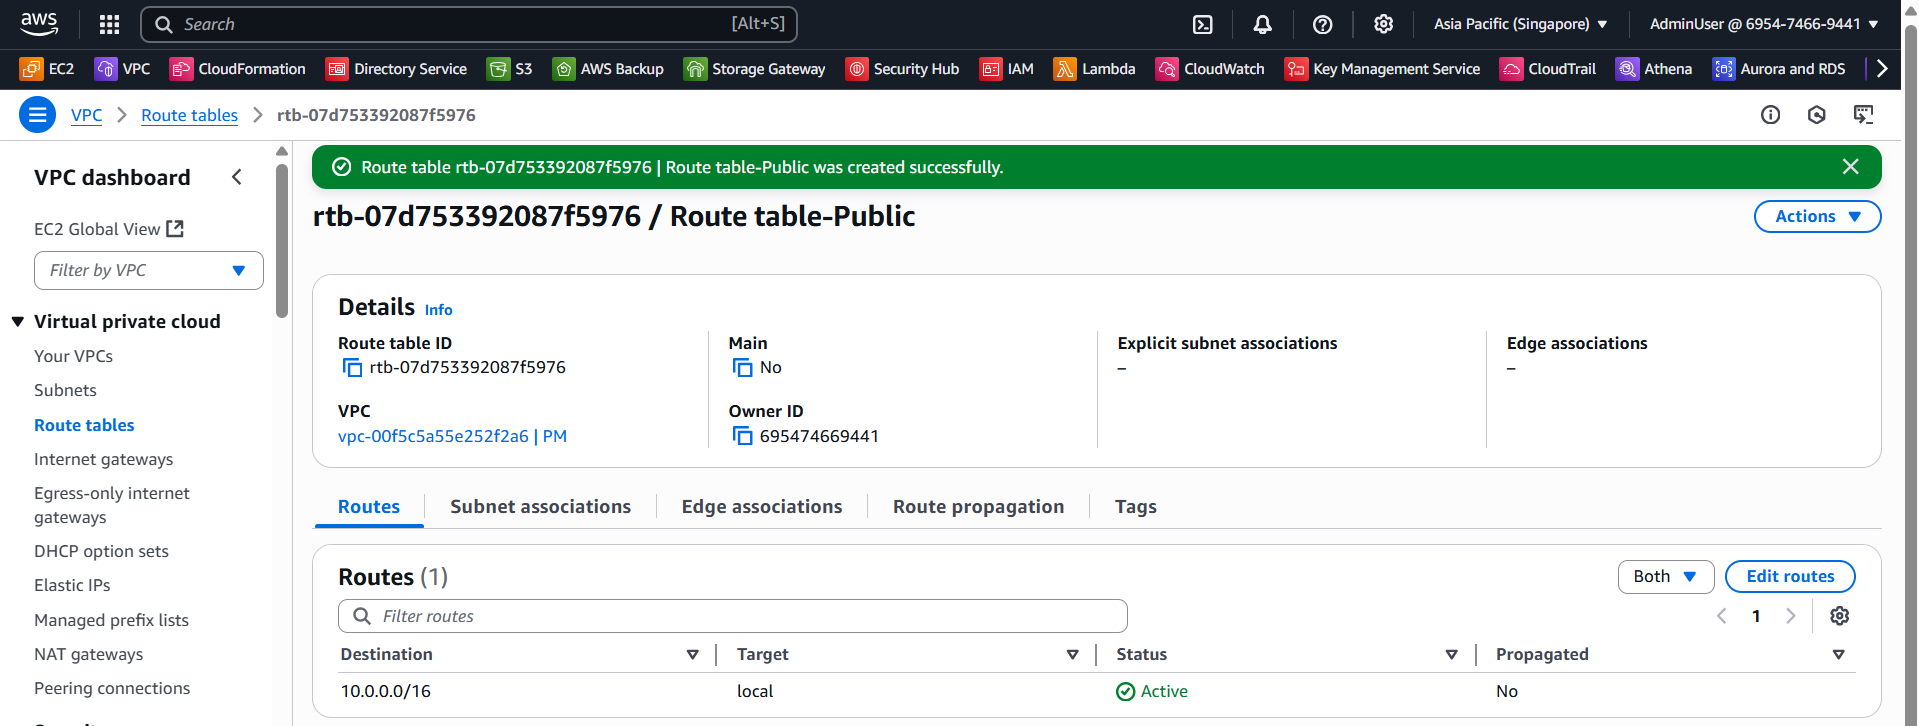 aws
Search [Alt+S]
Asia Pacific (Singapore)
AdminUser @ 6954-7466-9441
EC2 VPC CloudFormation Directory Service S3 AWS Backup Storage Gateway Security Hub IAM Lambda CloudWatch Key Management Service CloudTrail Athena Aurora and RDS
VPC Route tables rtb-07d753392087f5976
VPC dashboard
EC2 Global View
Filter by VPC
Virtual private cloud
Your VPCs
Subnets
Route tables
Internet gateways
Egress-only internet
gateways
DHCP option sets
Elastic IPs
Managed prefix lists
NAT gateways
Peering connections
Route table rtb-07d753392087f5976 | Route table-Public was created successfully.
rtb-07d753392087f5976 / Route table-Public
Actions
Details Info
Route table ID
rtb-07d753392087f5976
Main
No
Explicit subnet associations
–
Edge associations
–
VPC
vpc-00f5c5a55e252f2a6 | PM
Owner ID
695474669441
Routes Subnet associations Edge associations Route propagation Tags
Routes (1)
Both
Edit routes
Filter routes
1
Destination Target Status Propagated
10.0.0.0/16 local Active No